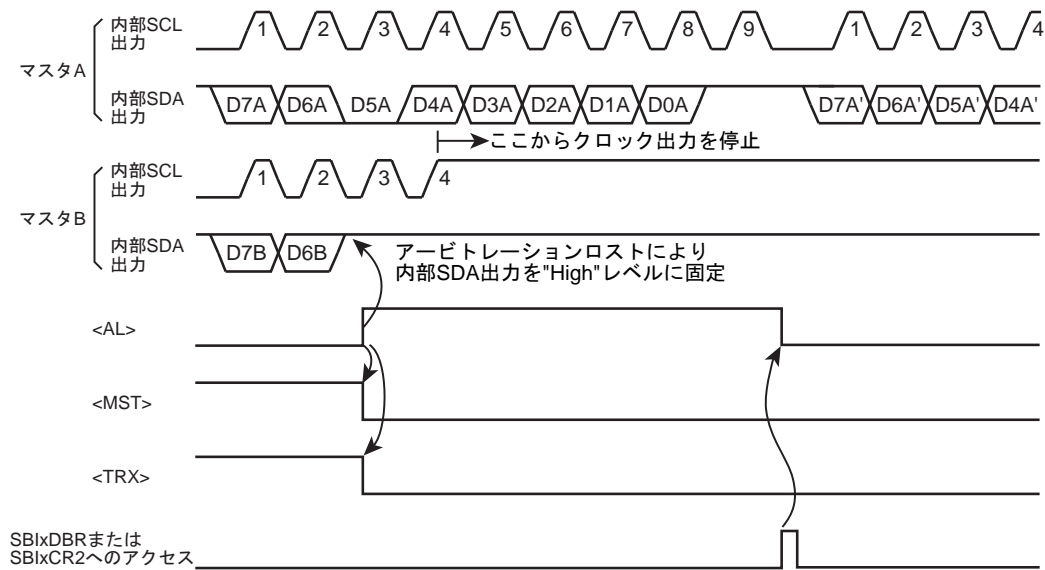 内部SCL
出力
1 2 3 4 5 6 7 8 9 1 2 3 4
マスタA
内部SDA
出力
D7A D6A D5A D4A D3A D2A D1A D0A D7A' D6A' D5A' D4A'
ここからクロック出力を停止
内部SCL
出力
1 2 3 4
マスタB
内部SDA
出力
D7B D6B
アービトレーションロストにより
内部SDA出力を"High"レベルに固定
<AL>
<MST>
<TRX>
SBIxDBRまたは
SBIxCR2へのアクセス